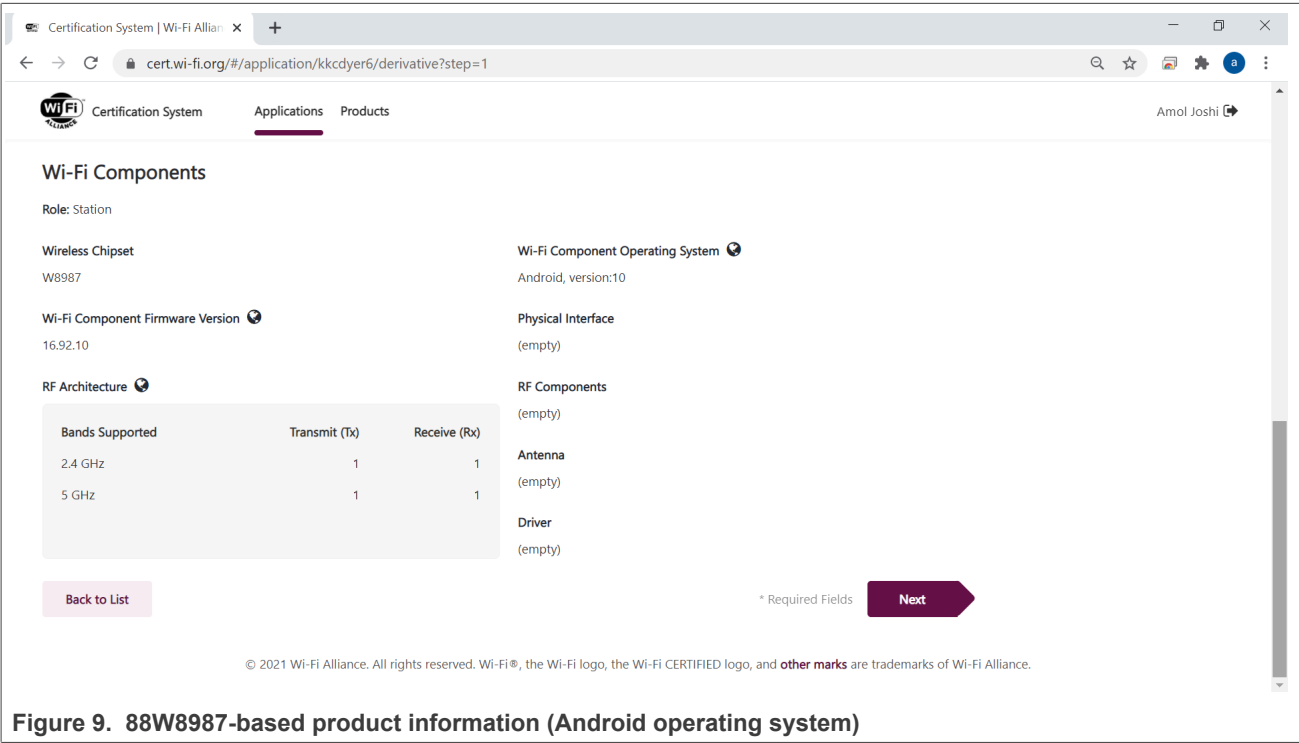 Certification System | Wi-Fi Allian
cert.wi-fi.org/#/application/kkcdyer6/derivative?step=1
a
Wi Fi ALLIANCE Certification System Applications Products Amol Joshi
Wi-Fi Components
Role: Station
Wireless Chipset
W8987
Wi-Fi Component Operating System
Android, version:10
Wi-Fi Component Firmware Version
16.92.10
Physical Interface
(empty)
RF Architecture
Bands Supported Transmit (Tx) Receive (Rx)
2.4 GHz 1 1
5 GHz 1 1
RF Components
(empty)
Antenna
(empty)
Driver
(empty)
Back to List * Required Fields Next
© 2021 Wi-Fi Alliance. All rights reserved. Wi-Fi®, the Wi-Fi logo, the Wi-Fi CERTIFIED logo, and other marks are trademarks of Wi-Fi Alliance.
Figure 9. 88W8987-based product information (Android operating system)